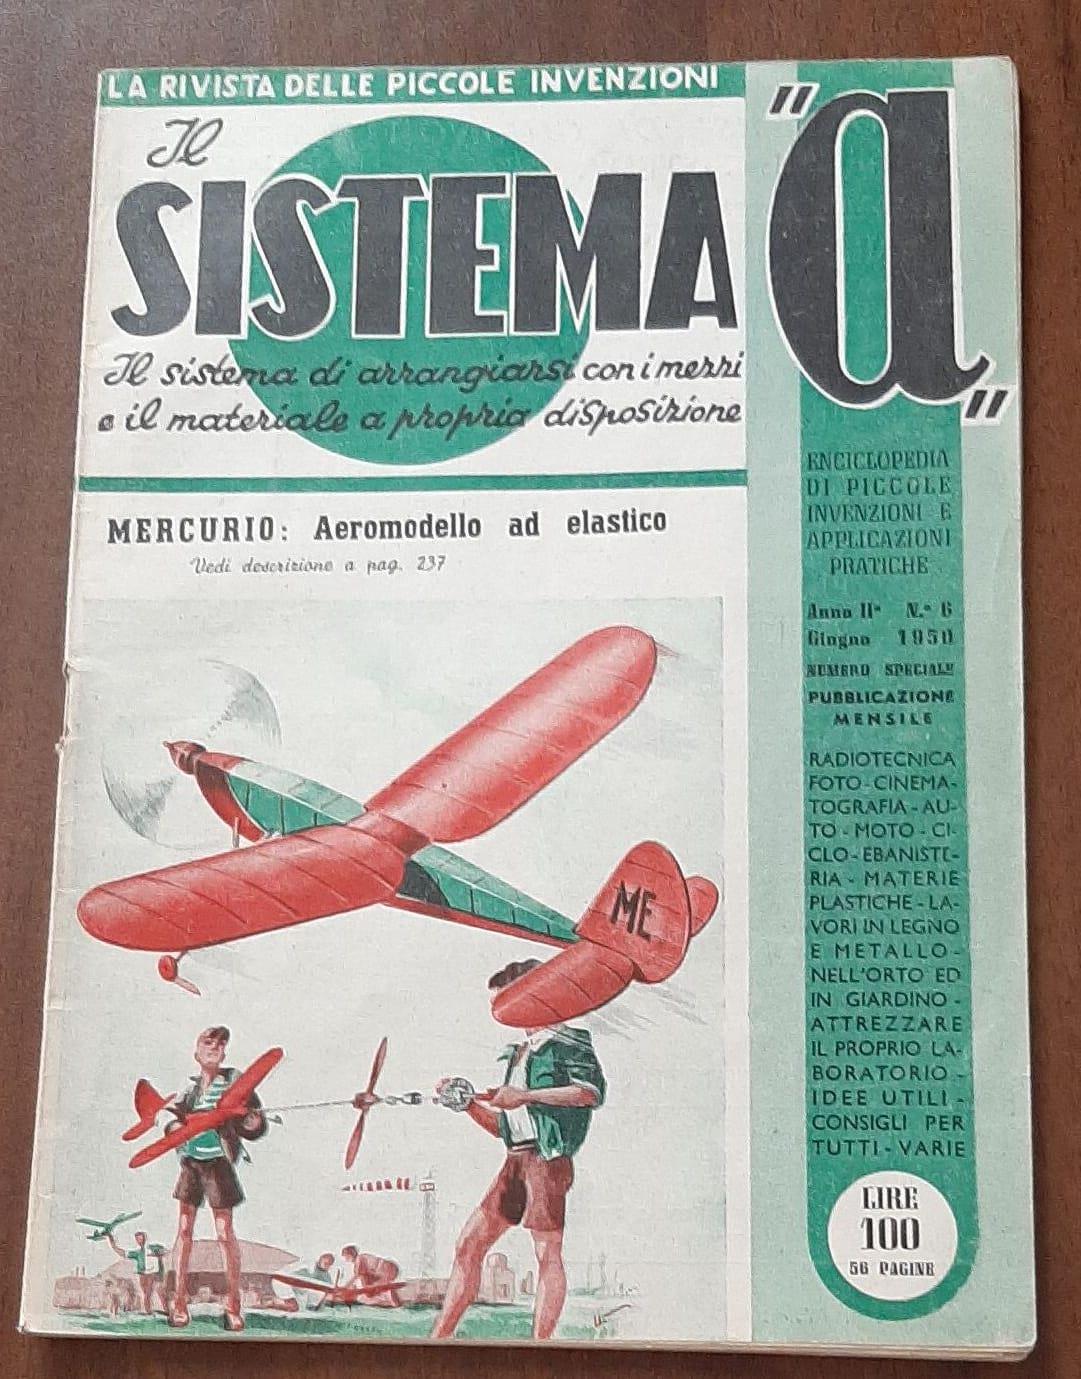 LA RIVISTA DELLE PICCOLE INVENZIONI
Il
SISTEMA
"a"
Il sistema di arrangiarsi con i mezzi
e il materiale a propria disposizione
MERCURIO: Aeromodello ad elastico
Vedi descrizione a pag. 237
ME
ENCICLOPEDIA
DI PICCOLE
INVENZIONI E
APPLICAZIONI
PRATICHE
Anno IIº N.º 6
Giugno 1950
NUMERO SPECIALE
PUBBLICAZIONE
MENSILE
RADIOTECNICA
FOTO-CINEMA-
TOGRAFIA - AU-
TO - MOTO - CI-
CLO - EBANISTE-
RIA - MATERIE
PLASTICHE - LA-
VORI IN LEGNO
E METALLO -
NELL'ORTO ED
IN GIARDINO -
ATTREZZARE
IL PROPRIO LA-
BORATORIO -
IDEE UTILI -
CONSIGLI PER
TUTTI - VARIE
LIRE
100
56 PAGINE